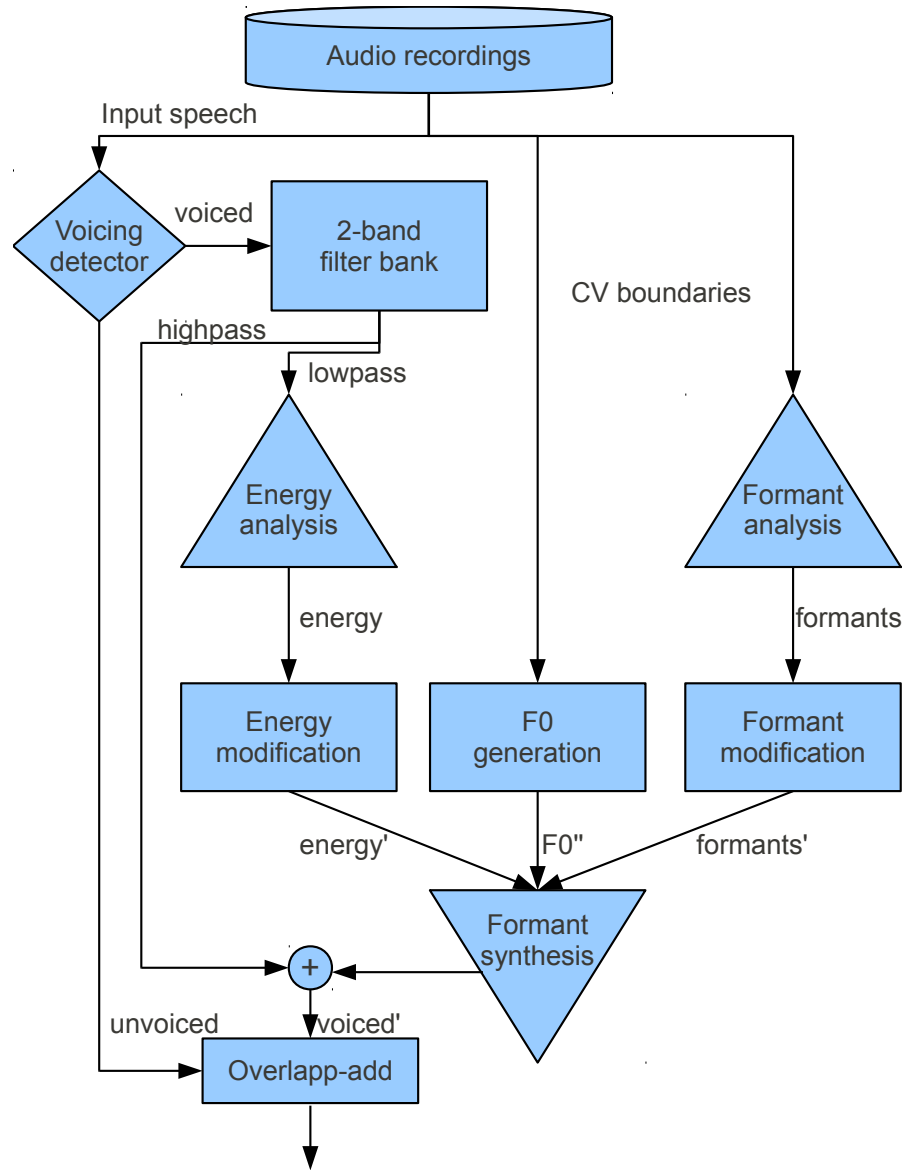 Audio recordings
Input speech
voiced
Voicing
detector
2-band
filter bank
CV boundaries
highpass
lowpass
Energy
analysis
Formant
analysis
energy
formants
Energy
modification
F0
generation
Formant
modification
energy'
F0"
formants'
Formant
synthesis
+
unvoiced
voiced'
Overlapp-add